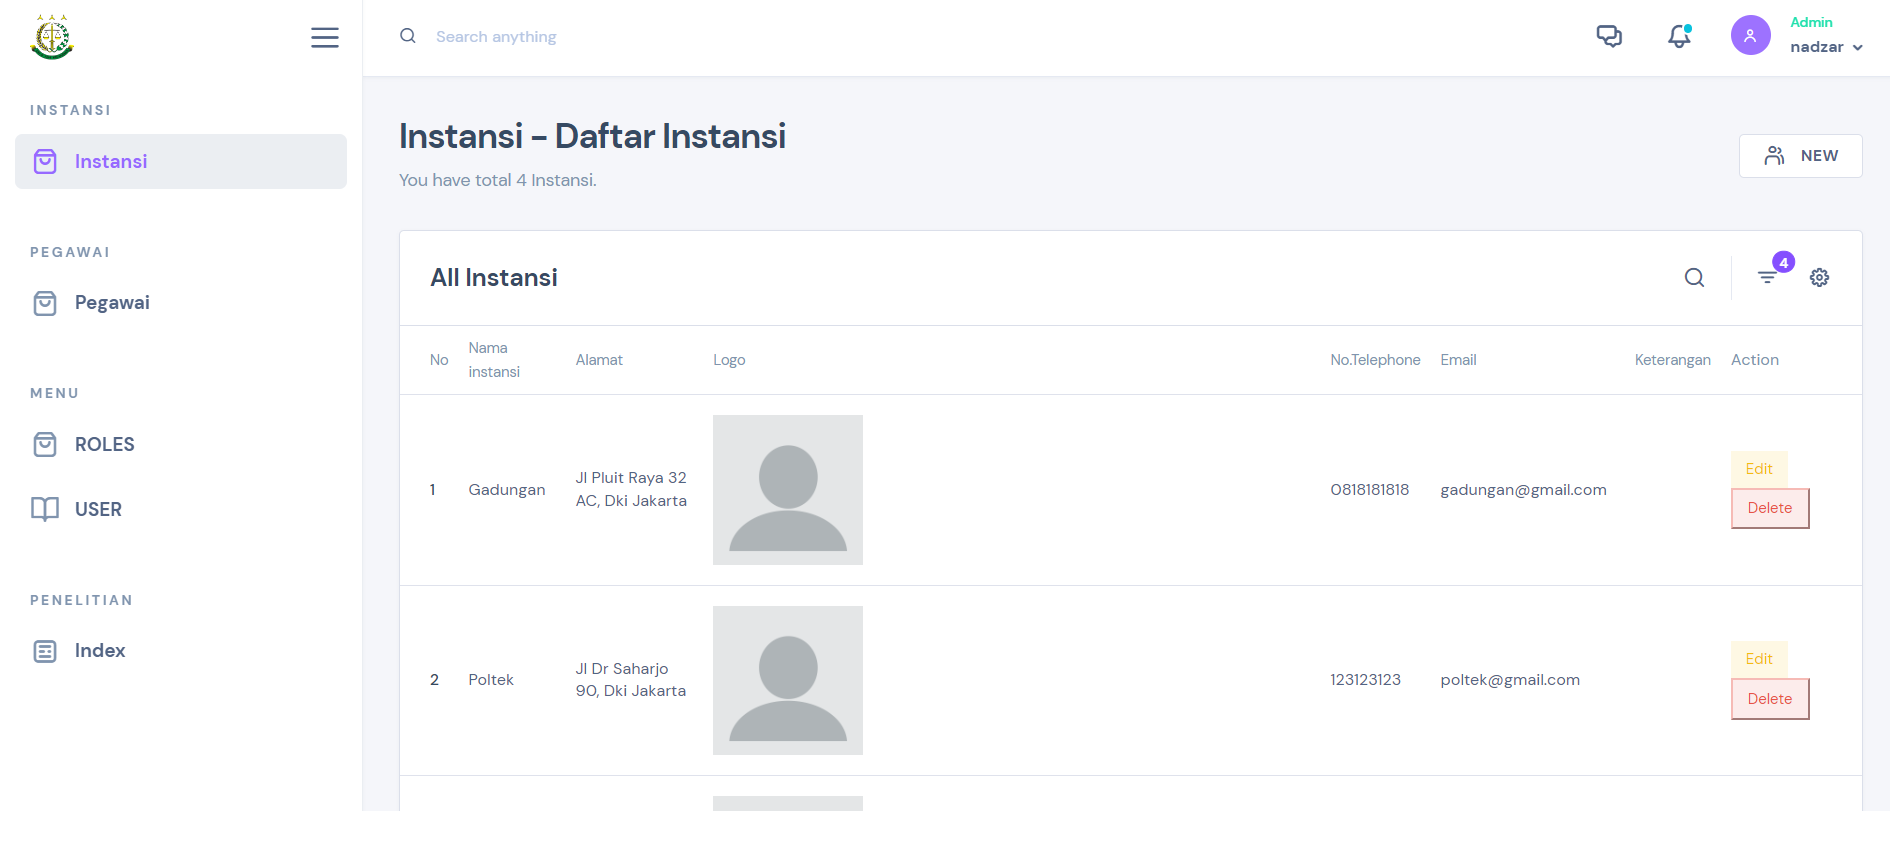 Search anything
Admin
nadzar
INSTANSI
Instansi
PEGAWAI
Pegawai
MENU
ROLES
USER
PENELITIAN
Index
Instansi - Daftar Instansi
You have total 4 Instansi.
NEW
All Instansi
4
No Nama instansi Alamat Logo No.Telephone Email Keterangan Action
1 Gadungan Jl Pluit Raya 32 0818181818 gadungan@gmail.com Edit
AC, Dki Jakarta Delete
2 Poltek Jl Dr Saharjo 123123123 poltek@gmail.com Edit
90, Dki Jakarta Delete